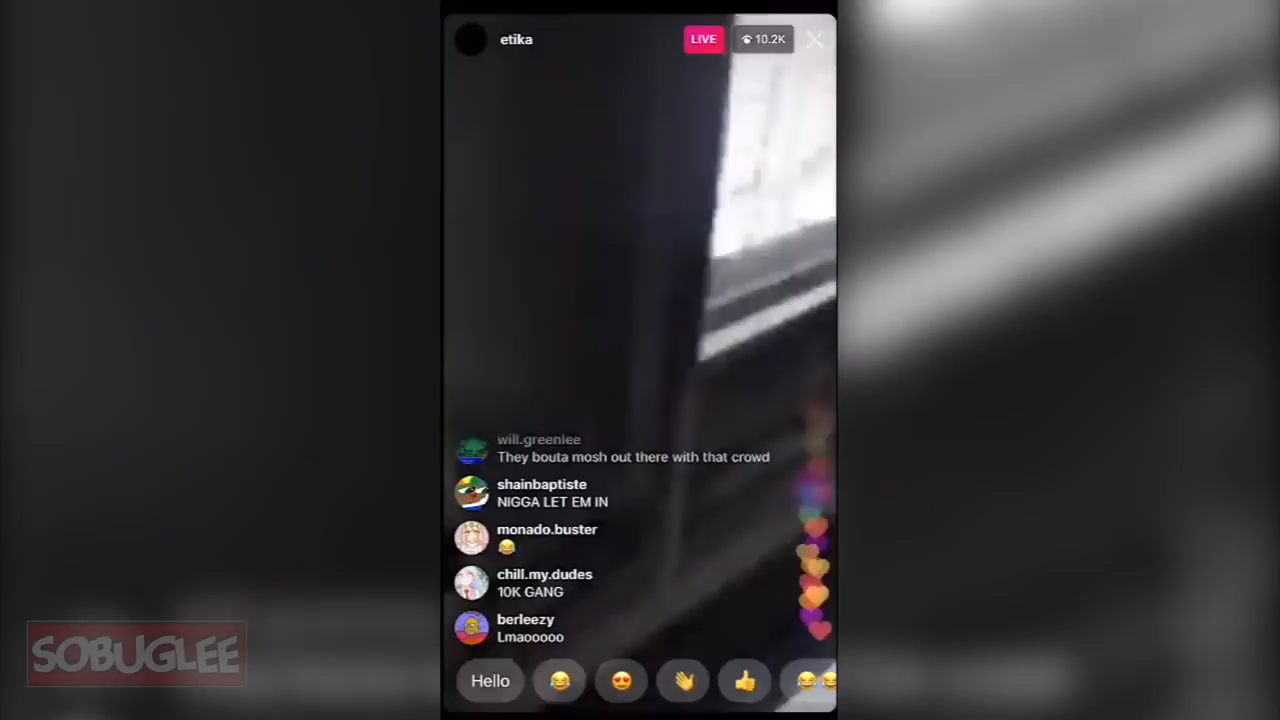 etika
LIVE
10.2K
will.greenlee
They bouta mosh out there with that crowd
shainbaptiste
NIGGA LET EM IN
monado.buster
😂
chill.my.dudes
10K GANG
berleezy
Lmaooooo
Hello 😂 😍 👋 👍 😂😂
SOBUGLEE